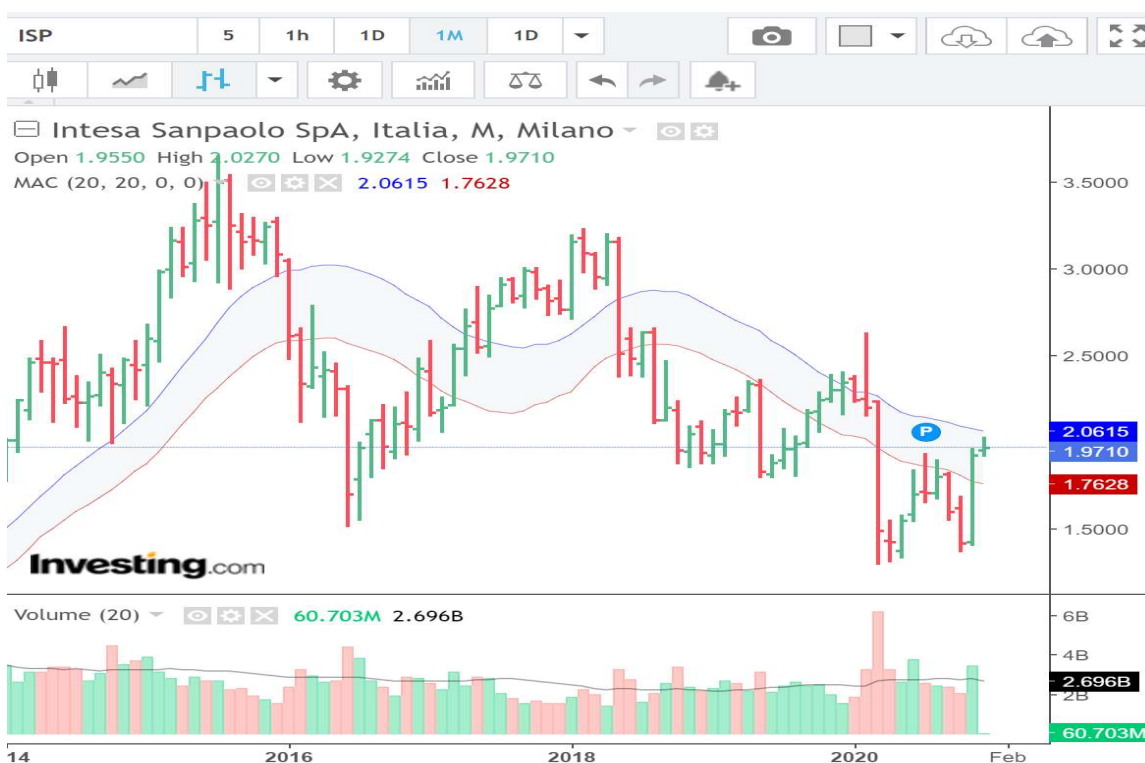 ISP 5 1h 1D 1M 1D
Intesa Sanpaolo SpA, Italia, M, Milano
Open 1.9550 High 2.0270 Low 1.9274 Close 1.9710
MAC (20, 20, 0, 0) 2.0615 1.7628
3.5000
3.0000
2.5000
2.0615
P
1.9710
1.7628
1.5000
Investing.com
Volume (20) 60.703M 2.696B
6B
4B
2.696B
2B
60.703M
14 2016 2018 2020 Feb